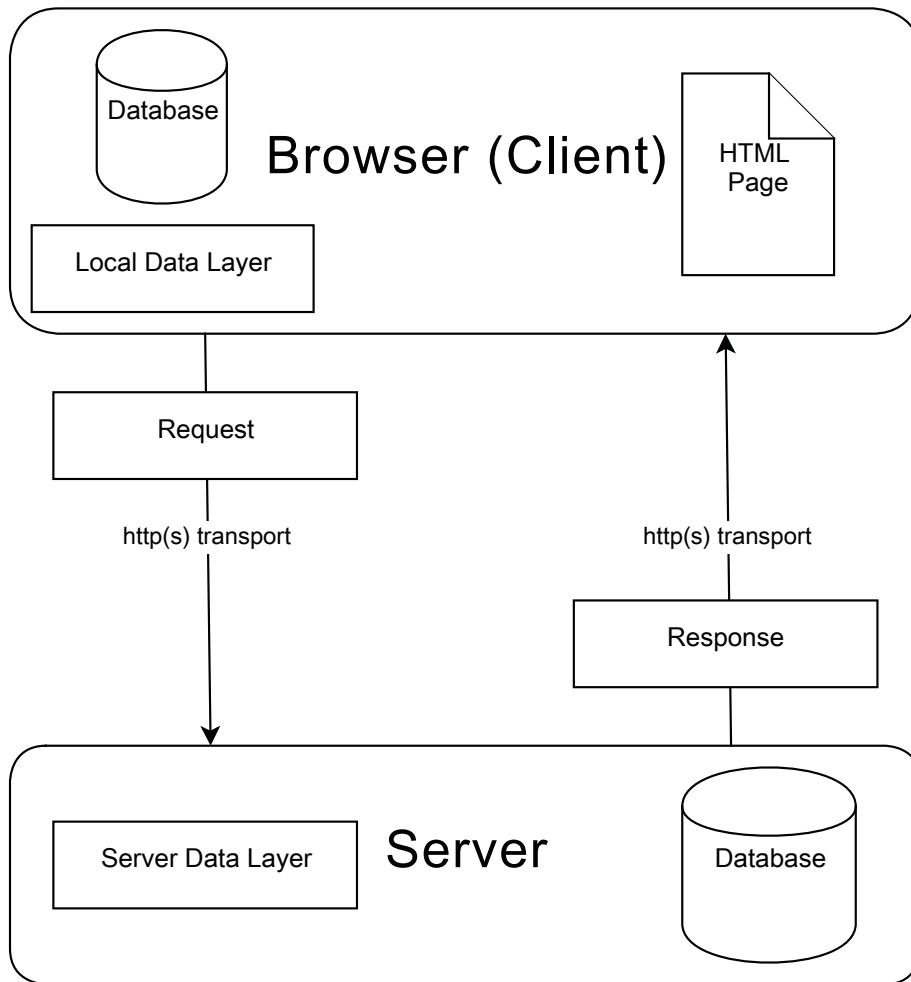 Database
Browser (Client)
HTML
Page
Local Data Layer
Request
http(s) transport
http(s) transport
Response
Server Data Layer
Server
Database